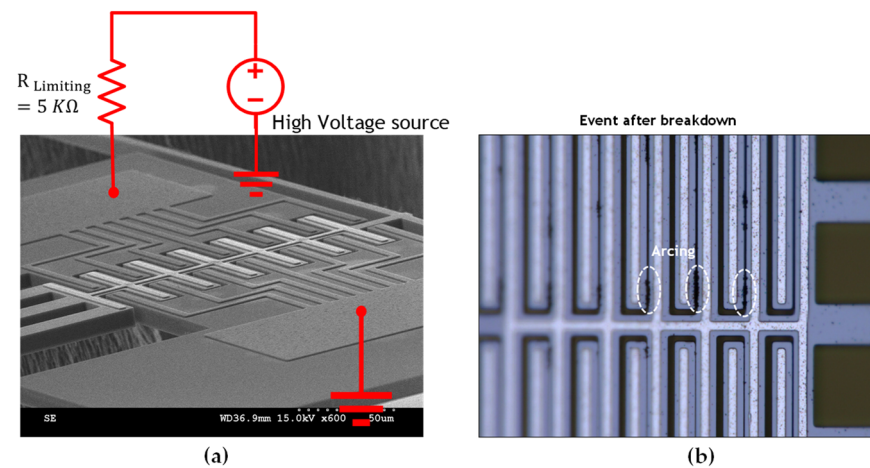 R Limiting
= 5 KΩ
+
−
High Voltage source
SE
WD36.9mm 15.0kV x600 50um
(a)
Event after breakdown
Arcing
(b)